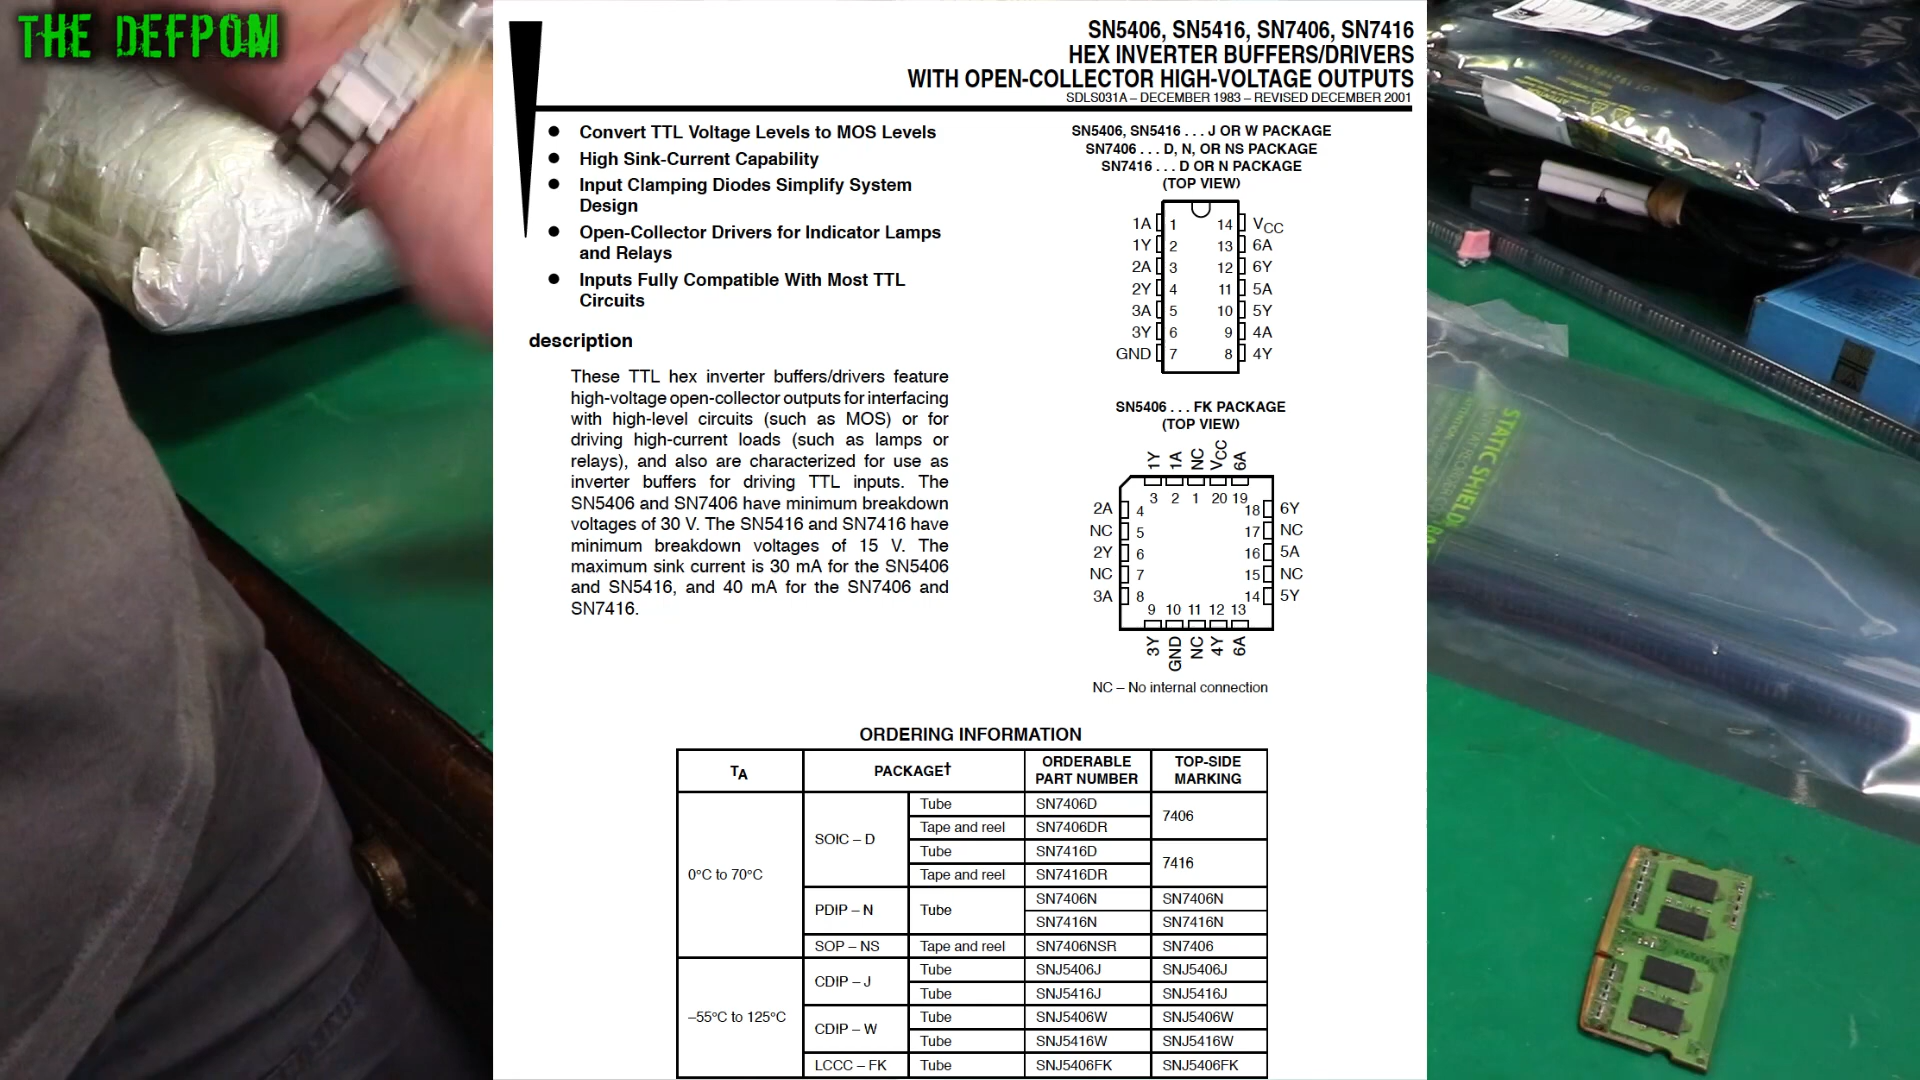 THE DEFPOM
SN5406, SN5416, SN7406, SN7416
HEX INVERTER BUFFERS/DRIVERS
WITH OPEN-COLLECTOR HIGH-VOLTAGE OUTPUTS
SDLS031A – DECEMBER 1983 – REVISED DECEMBER 2001
● Convert TTL Voltage Levels to MOS Levels
● High Sink-Current Capability
● Input Clamping Diodes Simplify System
Design
● Open-Collector Drivers for Indicator Lamps
and Relays
● Inputs Fully Compatible With Most TTL
Circuits
description
These TTL hex inverter buffers/drivers feature
high-voltage open-collector outputs for interfacing
with high-level circuits (such as MOS) or for
driving high-current loads (such as lamps or
relays), and also are characterized for use as
inverter buffers for driving TTL inputs. The
SN5406 and SN7406 have minimum breakdown
voltages of 30 V. The SN5416 and SN7416 have
minimum breakdown voltages of 15 V. The
maximum sink current is 30 mA for the SN5406
and SN5416, and 40 mA for the SN7406 and
SN7416.
SN5406, SN5416 . . . J OR W PACKAGE
SN7406 . . . D, N, OR NS PACKAGE
SN7416 . . . D OR N PACKAGE
(TOP VIEW)
1A 1 14 VCC
1Y 2 13 6A
2A 3 12 6Y
2Y 4 11 5A
3A 5 10 5Y
3Y 6 9 4A
GND 7 8 4Y
SN5406 . . . FK PACKAGE
(TOP VIEW)
1Y 1A NC VCC 6A
3 2 1 20 19
2A 4 18 6Y
NC 5 17 NC
2Y 6 16 5A
NC 7 15 NC
3A 8 14 5Y
9 10 11 12 13
3Y GND NC 4Y 6A
NC – No internal connection
ORDERING INFORMATION
TA PACKAGE† ORDERABLE PART NUMBER TOP-SIDE MARKING
0°C to 70°C SOIC – D Tube SN7406D 7406
Tape and reel SN7406DR
Tube SN7416D 7416
Tape and reel SN7416DR
PDIP – N Tube SN7406N SN7406N
SN7416N SN7416N
SOP – NS Tape and reel SN7406NSR SN7406
–55°C to 125°C CDIP – J Tube SNJ5406J SNJ5406J
Tube SNJ5416J SNJ5416J
CDIP – W Tube SNJ5406W SNJ5406W
Tube SNJ5416W SNJ5416W
LCCC – FK Tube SNJ5406FK SNJ5406FK
STATIC SHIELD